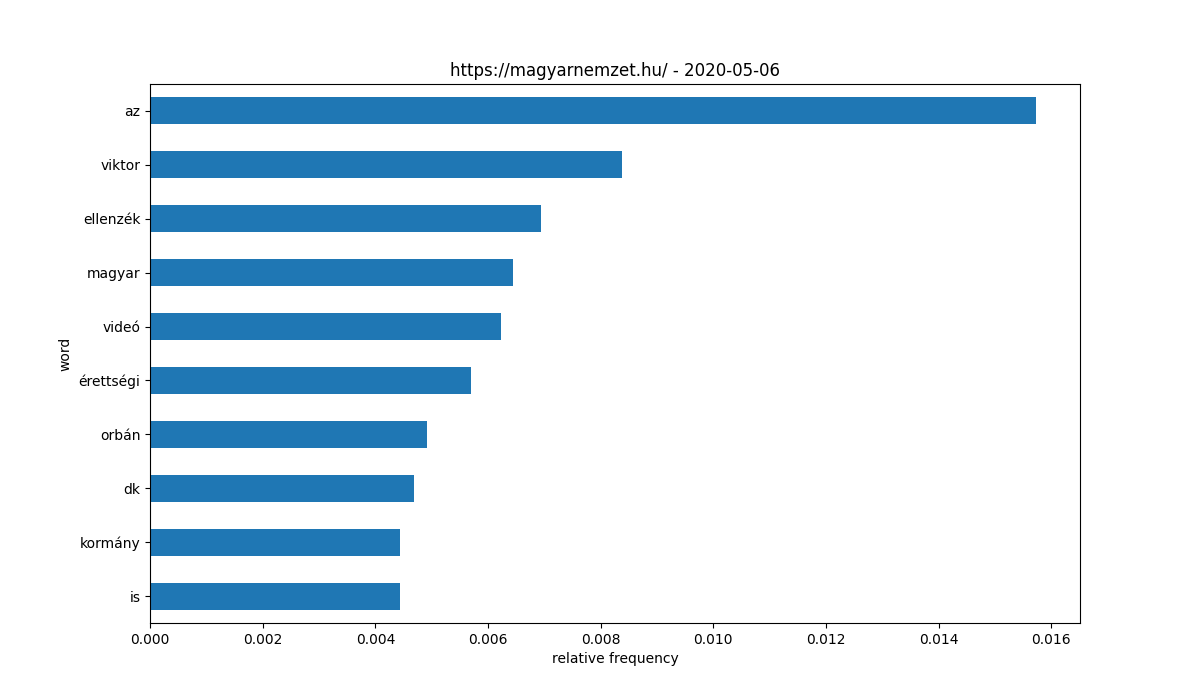 https://magyarnemzet.hu/ - 2020-05-06
az
viktor
ellenzék
magyar
videó
érettségi
orbán
dk
kormány
is
word
0.000 0.002 0.004 0.006 0.008 0.010 0.012 0.014 0.016
relative frequency